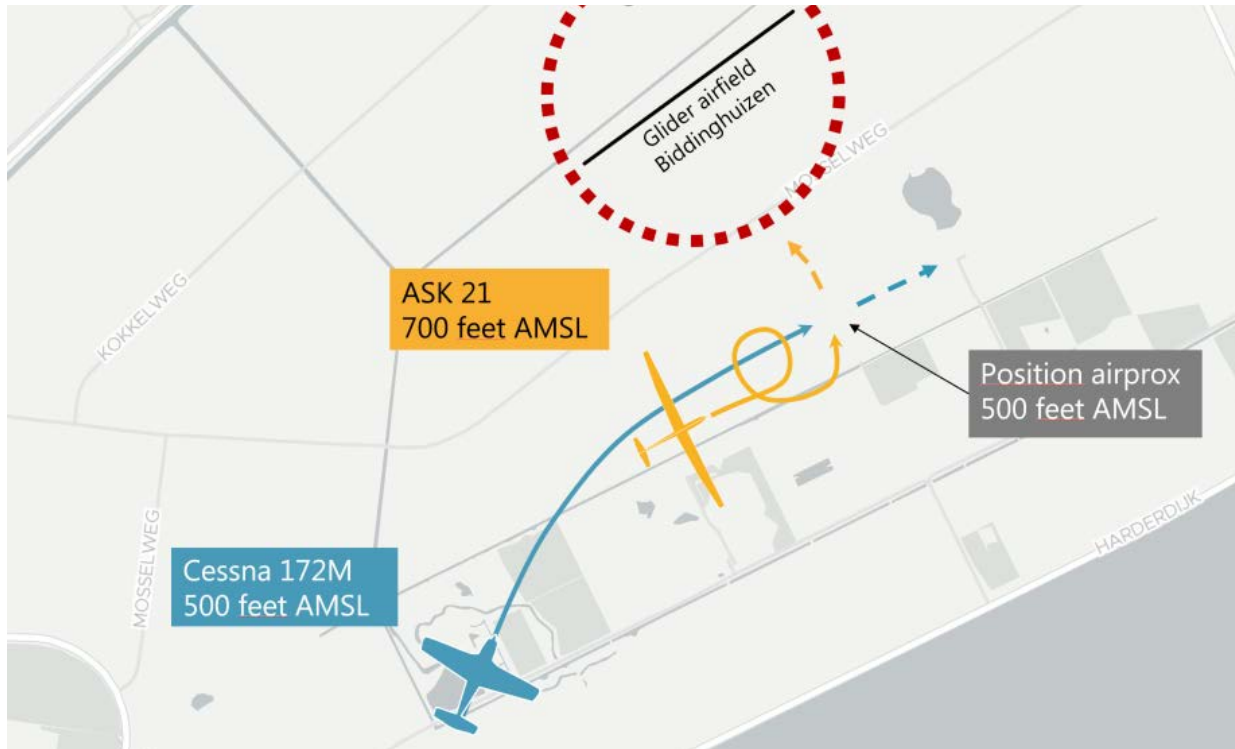 Glider airfield
Biddinghuizen
MOSSELWEG
KOKKELWEG
ASK 21
700 feet AMSL
Position airprox
500 feet AMSL
Cessna 172M
500 feet AMSL
MOSSELWEG
HARDERDIJK